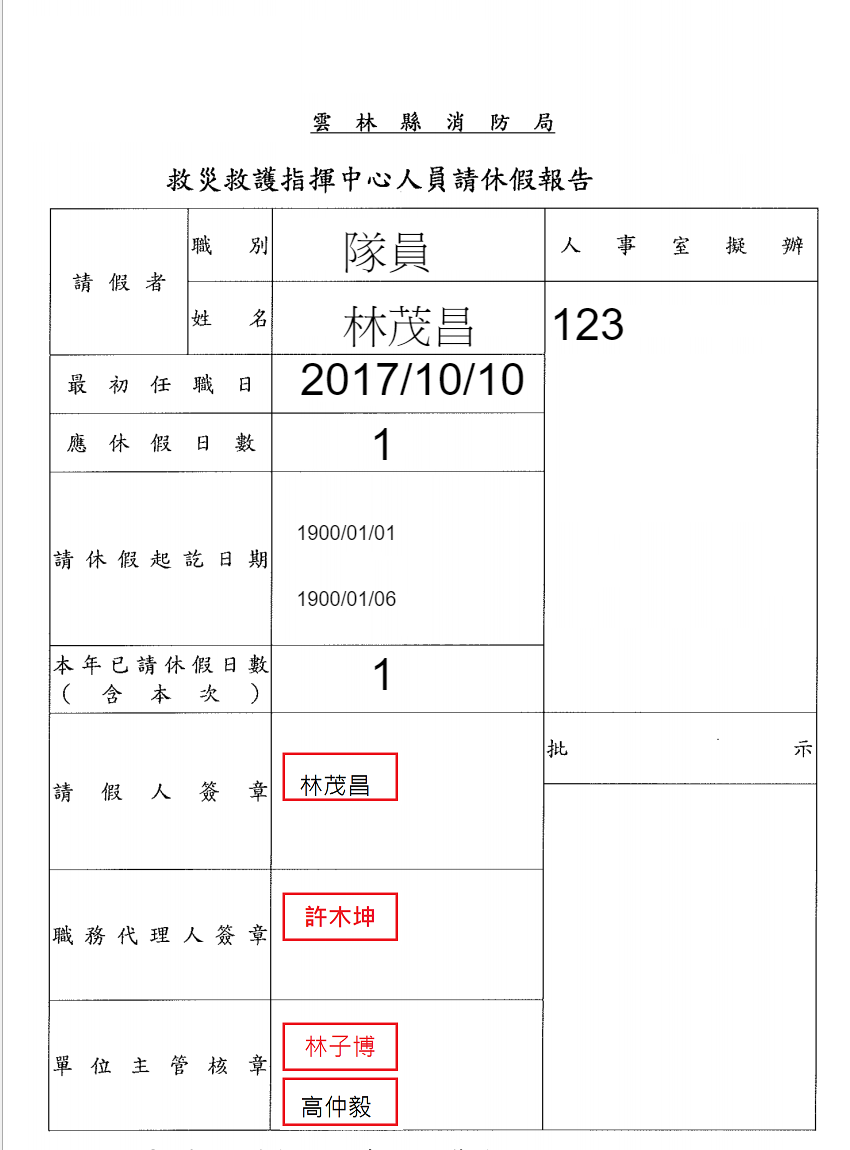 雲林縣消防局
救災救護指揮中心人員請休假報告
請假者
職別
隊員
人事室擬辦
姓名
林茂昌
123
最初任職日
2017/10/10
應休假日數
1
請休假起訖日期
1900/01/01
1900/01/06
本年已請休假日數
(含本次)
1
批示
請假人簽章
林茂昌
職務代理人簽章
許木坤
單位主管核章
林子博
高仲毅